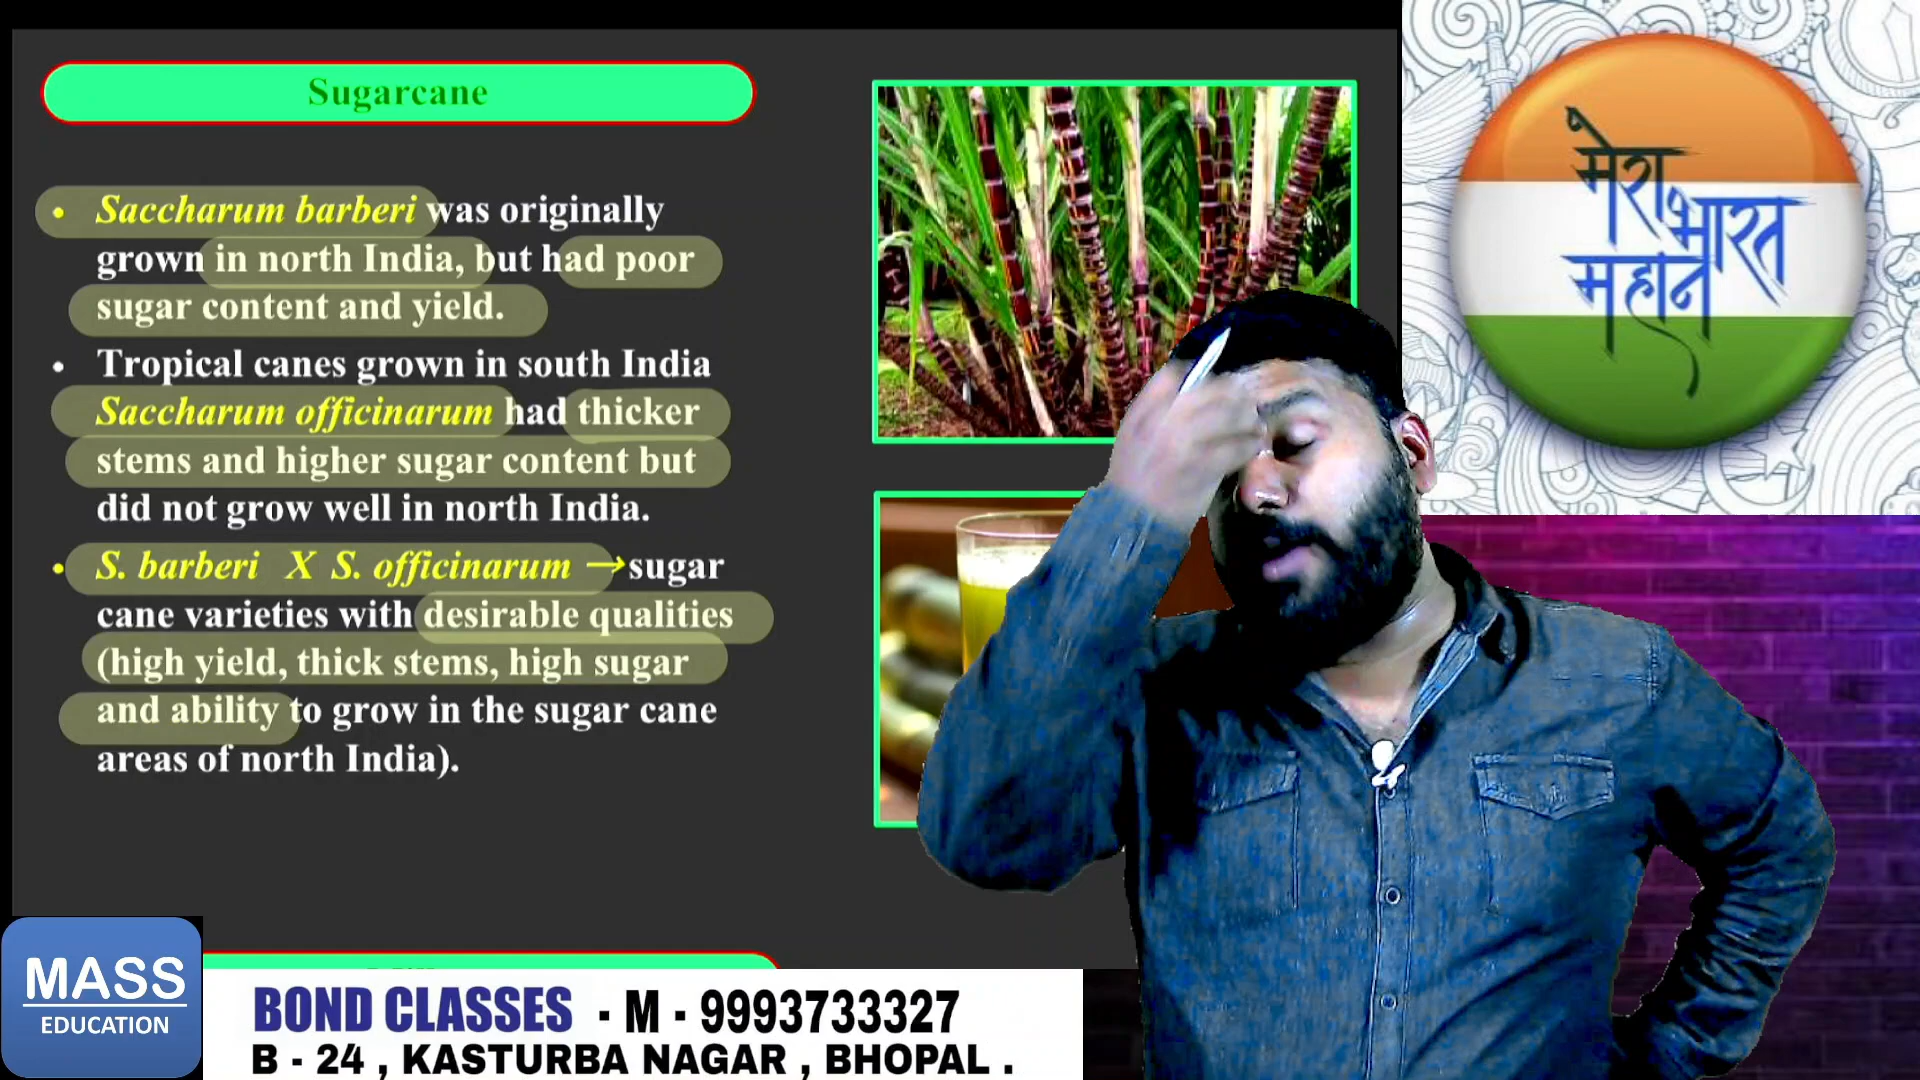 Sugarcane
• Saccharum barberi was originally
grown in north India, but had poor
sugar content and yield.
• Tropical canes grown in south India
Saccharum officinarum had thicker
stems and higher sugar content but
did not grow well in north India.
• S. barberi X S. officinarum → sugar
cane varieties with desirable qualities
(high yield, thick stems, high sugar
and ability to grow in the sugar cane
areas of north India).
मेरा
भारत
महान
MASS
EDUCATION
BOND CLASSES - M - 9993733327
B - 24 , KASTURBA NAGAR , BHOPAL .